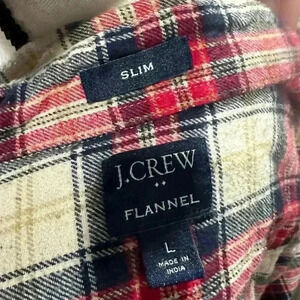 SLIM
J.CREW
FLANNEL
L
MADE IN
INDIA